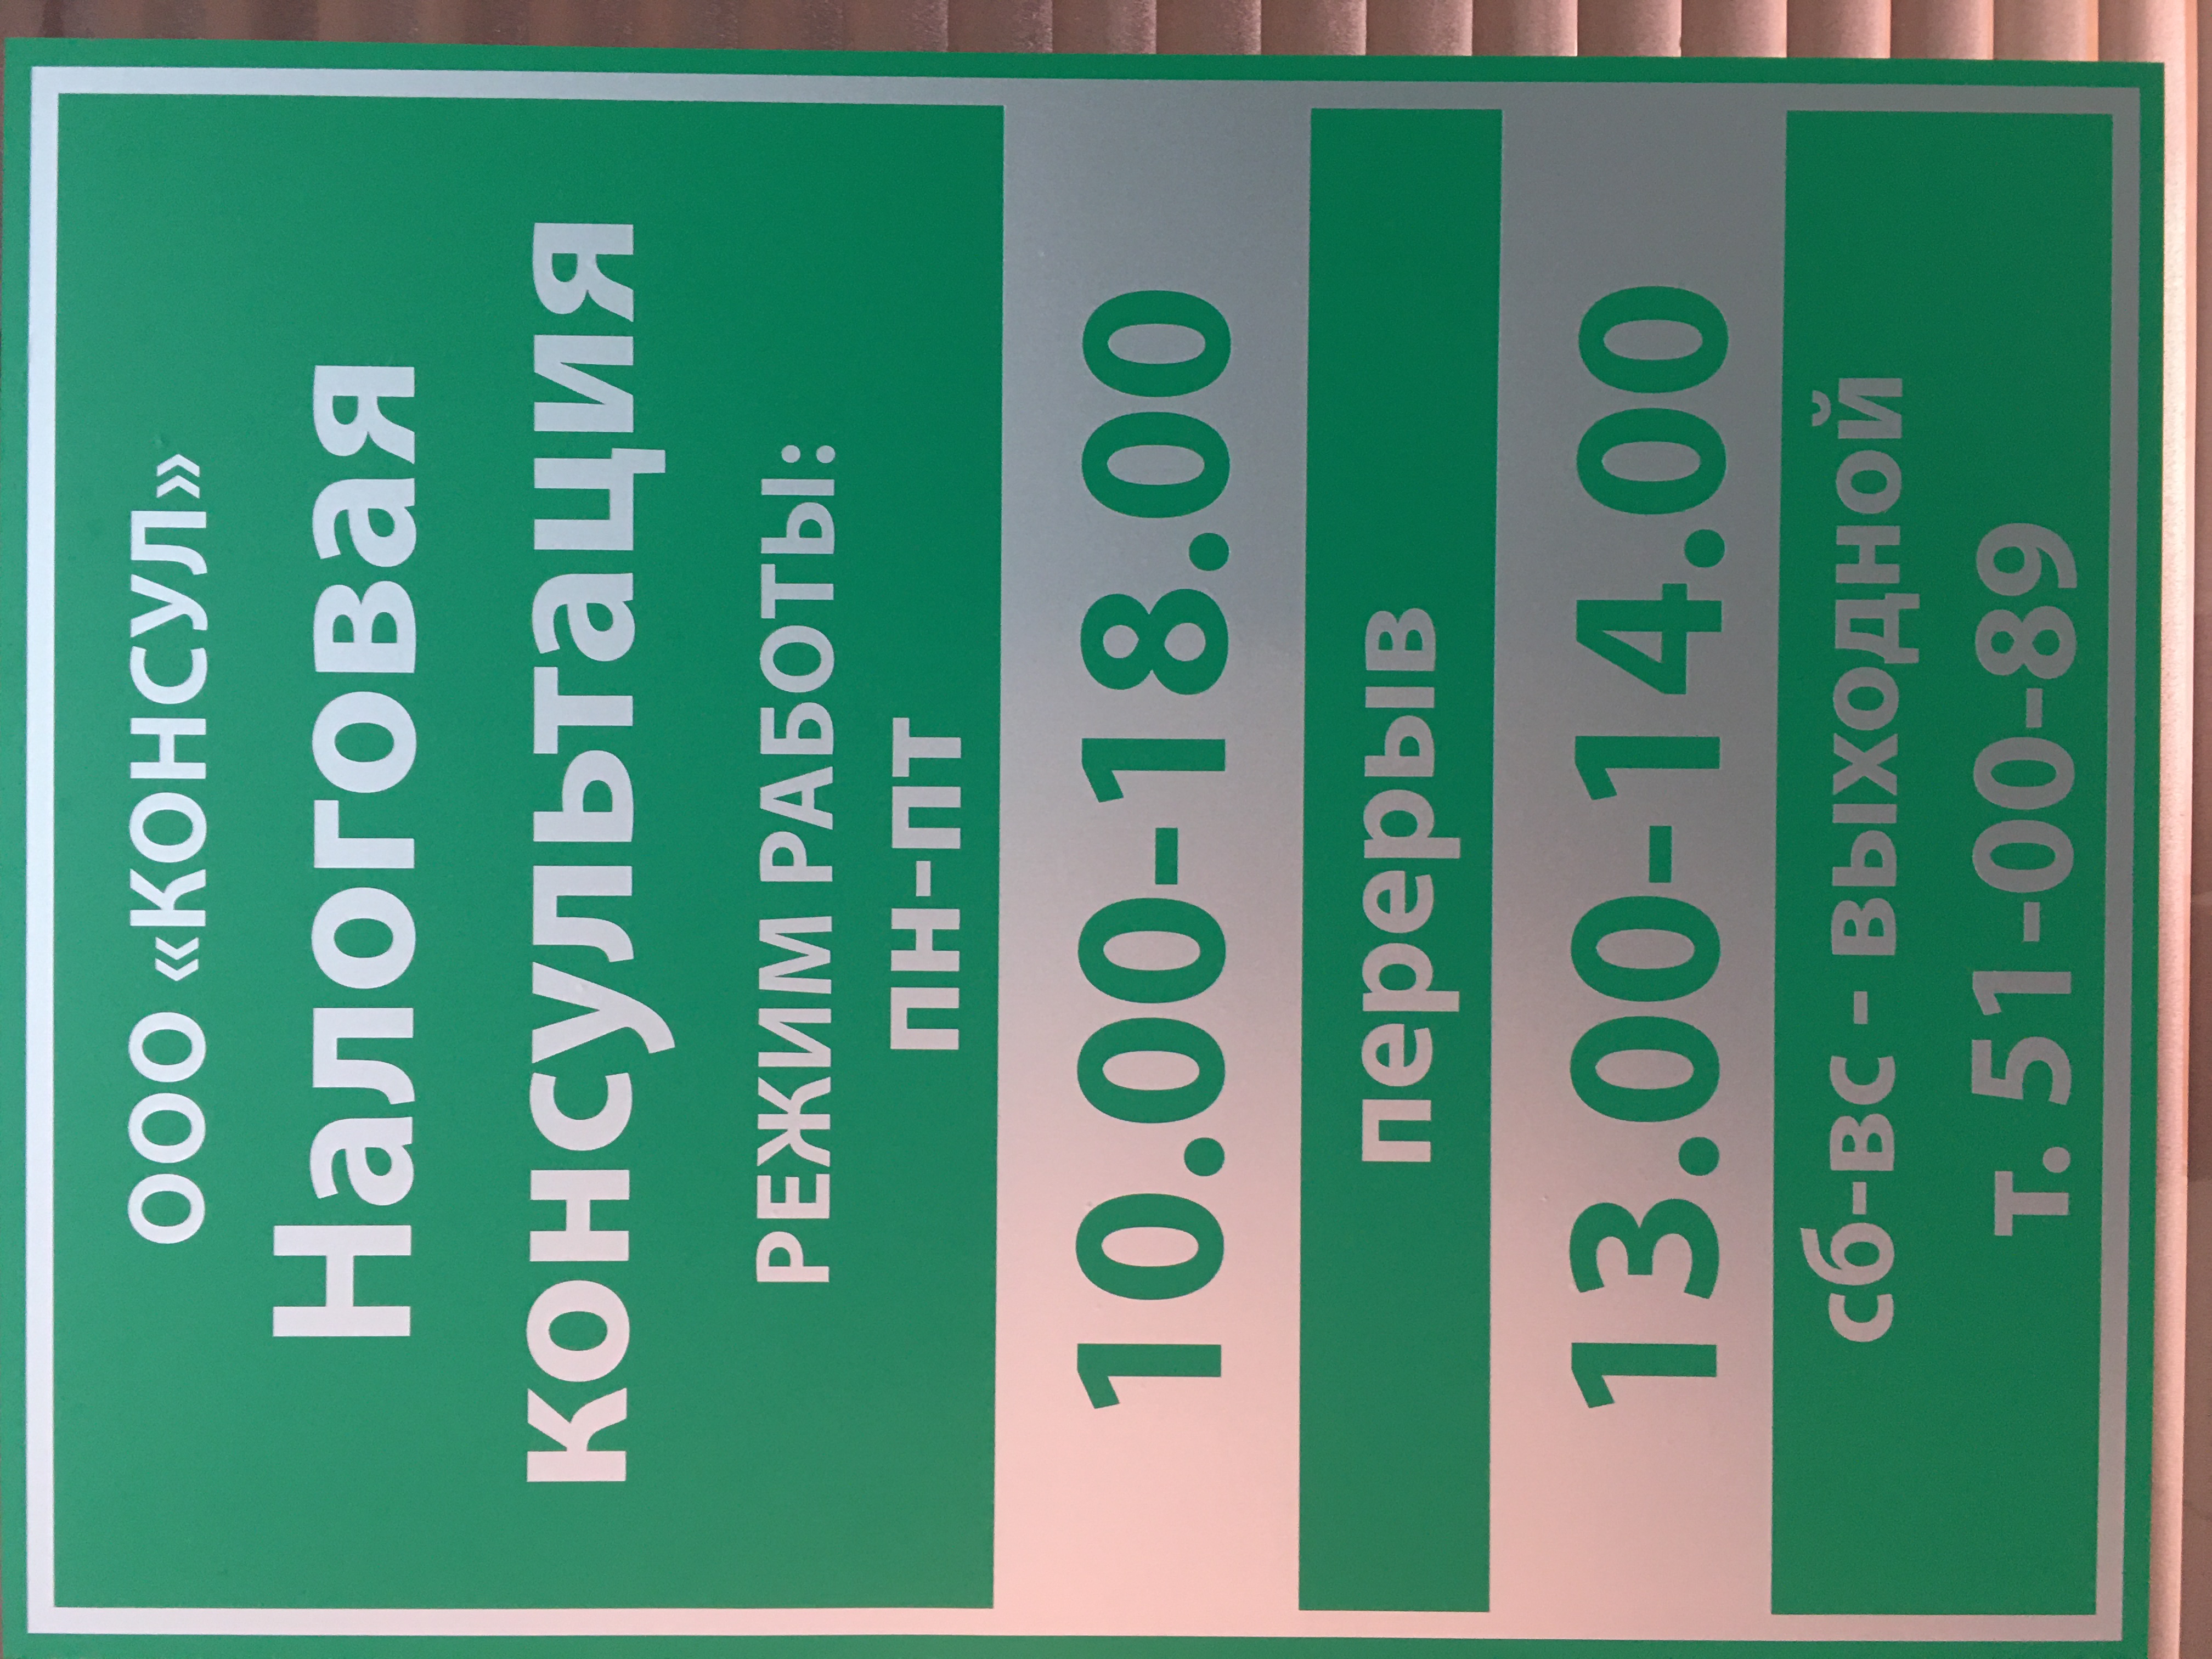 ООО «КОНСУЛ»
Налоговая
консультация
РЕЖИМ РАБОТЫ:
пн-пт
10.00-18.00
перерыв
13.00-14.00
сб-вс - выходной
т. 51-00-89